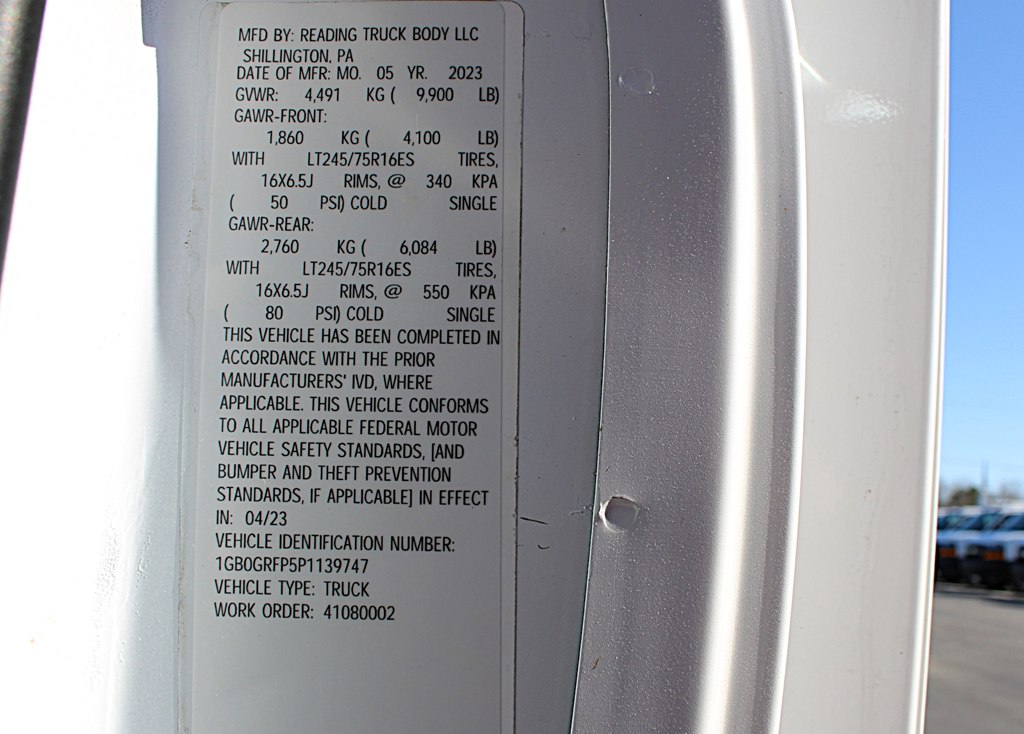 MFD BY: READING TRUCK BODY LLC
SHILLINGTON, PA
DATE OF MFR: MO. 05 YR. 2023
GVWR: 4,491 KG ( 9,900 LB)
GAWR-FRONT:
1,860 KG ( 4,100 LB)
WITH LT245/75R16ES TIRES,
16X6.5J RIMS, @ 340 KPA
( 50 PSI) COLD SINGLE
GAWR-REAR:
2,760 KG ( 6,084 LB)
WITH LT245/75R16ES TIRES,
16X6.5J RIMS, @ 550 KPA
( 80 PSI) COLD SINGLE
THIS VEHICLE HAS BEEN COMPLETED IN
ACCORDANCE WITH THE PRIOR
MANUFACTURERS' IVD, WHERE
APPLICABLE. THIS VEHICLE CONFORMS
TO ALL APPLICABLE FEDERAL MOTOR
VEHICLE SAFETY STANDARDS, [AND
BUMPER AND THEFT PREVENTION
STANDARDS, IF APPLICABLE] IN EFFECT
IN: 04/23
VEHICLE IDENTIFICATION NUMBER:
1GB0GRFP5P1139747
VEHICLE TYPE: TRUCK
WORK ORDER: 41080002